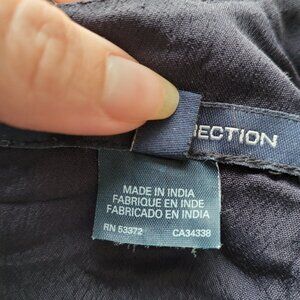 ECTION
MADE IN INDIA
FABRIQUE EN INDE
FABRICADO EN INDIA
RN 53372 CA34338